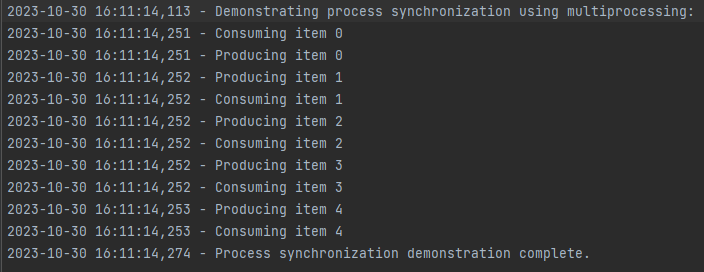 2023-10-30 16:11:14,113 - Demonstrating process synchronization using multiprocessing:
2023-10-30 16:11:14,251 - Consuming item 0
2023-10-30 16:11:14,251 - Producing item 0
2023-10-30 16:11:14,252 - Producing item 1
2023-10-30 16:11:14,252 - Consuming item 1
2023-10-30 16:11:14,252 - Producing item 2
2023-10-30 16:11:14,252 - Consuming item 2
2023-10-30 16:11:14,252 - Producing item 3
2023-10-30 16:11:14,253 - Consuming item 3
2023-10-30 16:11:14,253 - Producing item 4
2023-10-30 16:11:14,253 - Consuming item 4
2023-10-30 16:11:14,274 - Process synchronization demonstration complete.